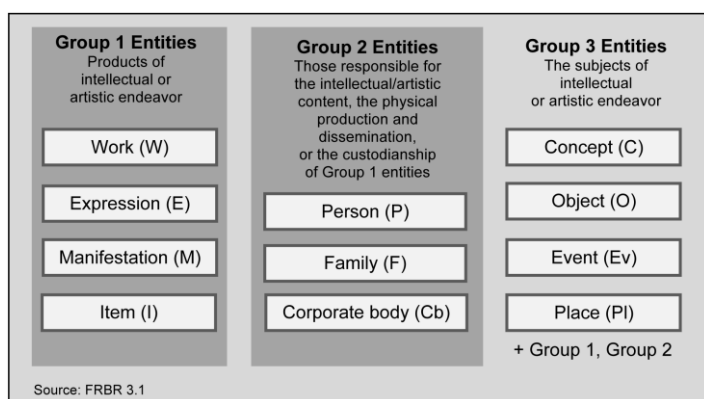 Group 1 Entities
Products of
intellectual or
artistic endeavor
Work (W)
Expression (E)
Manifestation (M)
Item (I)
Group 2 Entities
Those responsible for
the intellectual/artistic
content, the physical
production and
dissemination,
or the custodianship
of Group 1 entities
Person (P)
Family (F)
Corporate body (Cb)
Group 3 Entities
The subjects of
intellectual
or artistic endeavor
Concept (C)
Object (O)
Event (Ev)
Place (Pl)
+ Group 1, Group 2
Source: FRBR 3.1